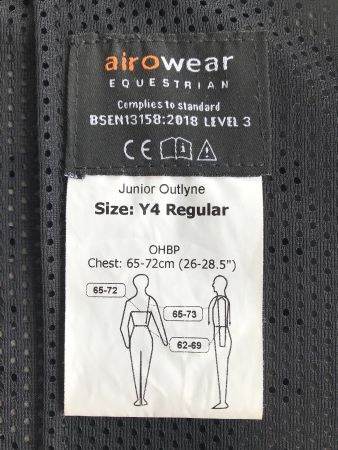 airowear
EQUESTRIAN
Complies to standard
BSEN13158:2018 LEVEL 3
CE
Junior Outlyne
Size: Y4 Regular
OHBP
Chest: 65-72cm (26-28.5")
65-72
65-73
62-69